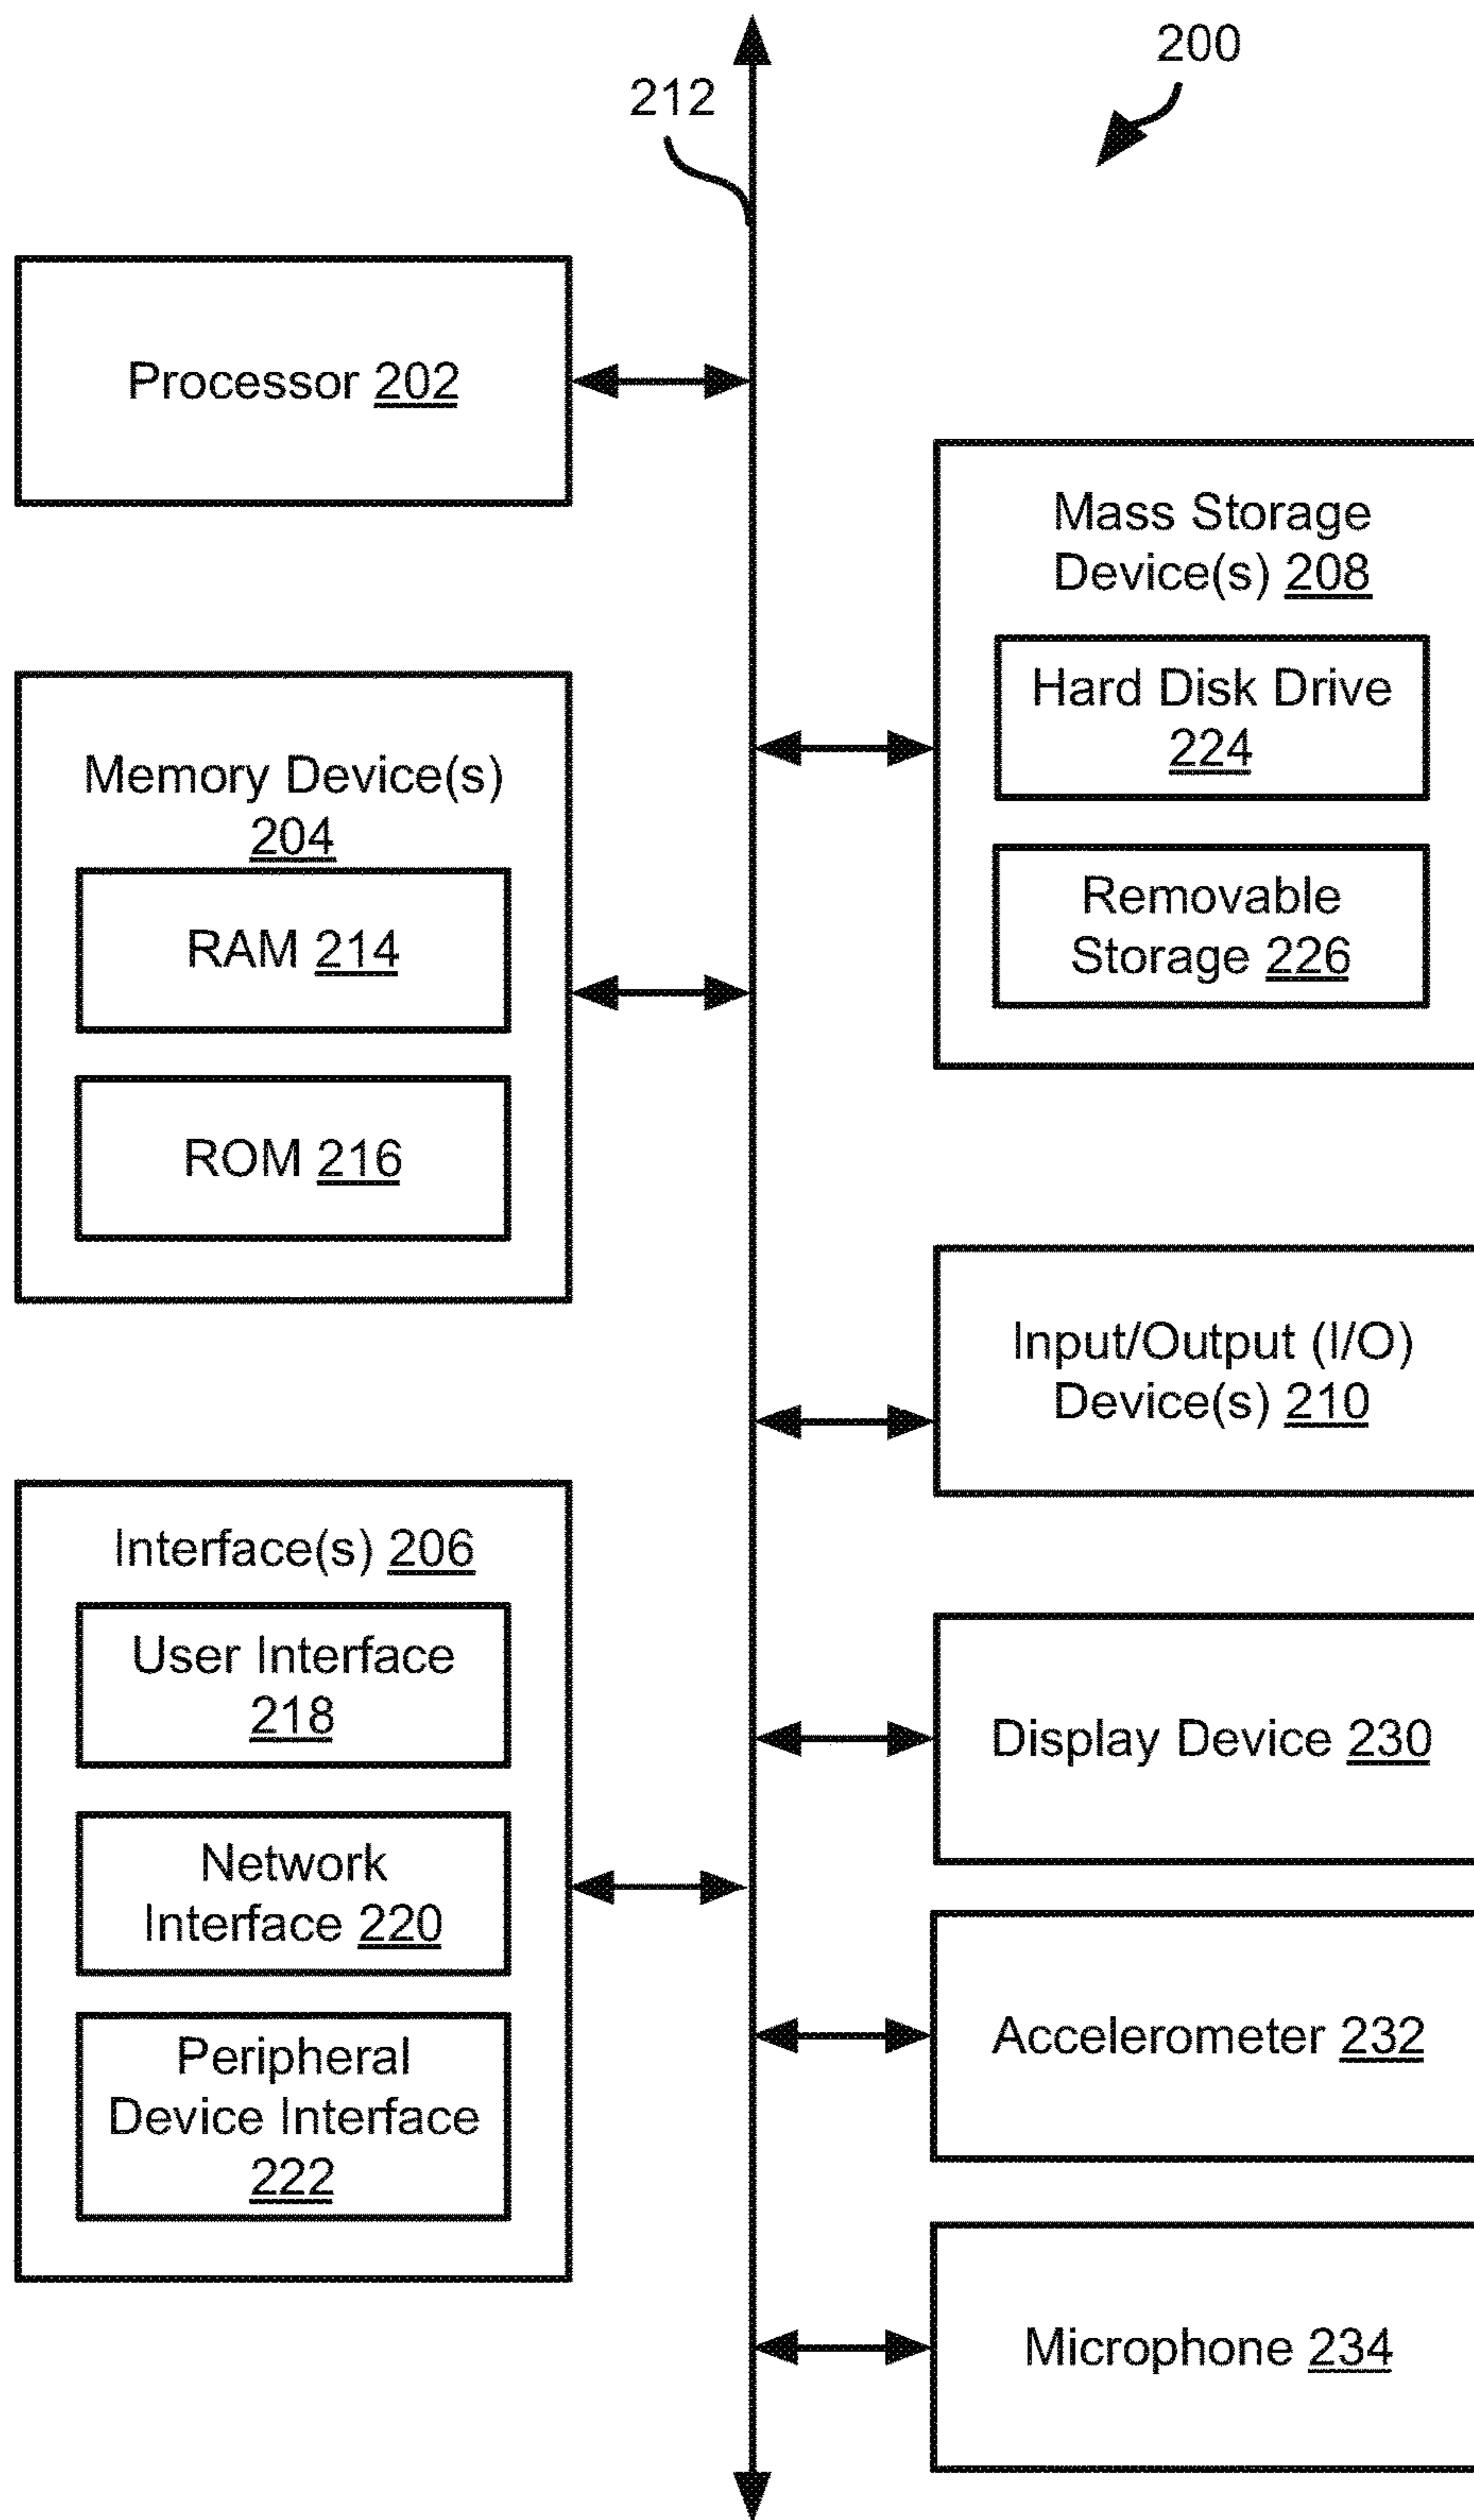 200
212
Processor 202
Mass Storage
Device(s) 208
Hard Disk Drive
224
Removable
Storage 226
Memory Device(s)
204
RAM 214
ROM 216
Input/Output (I/O)
Device(s) 210
Interface(s) 206
User Interface
218
Network
Interface 220
Peripheral
Device Interface
222
Display Device 230
Accelerometer 232
Microphone 234